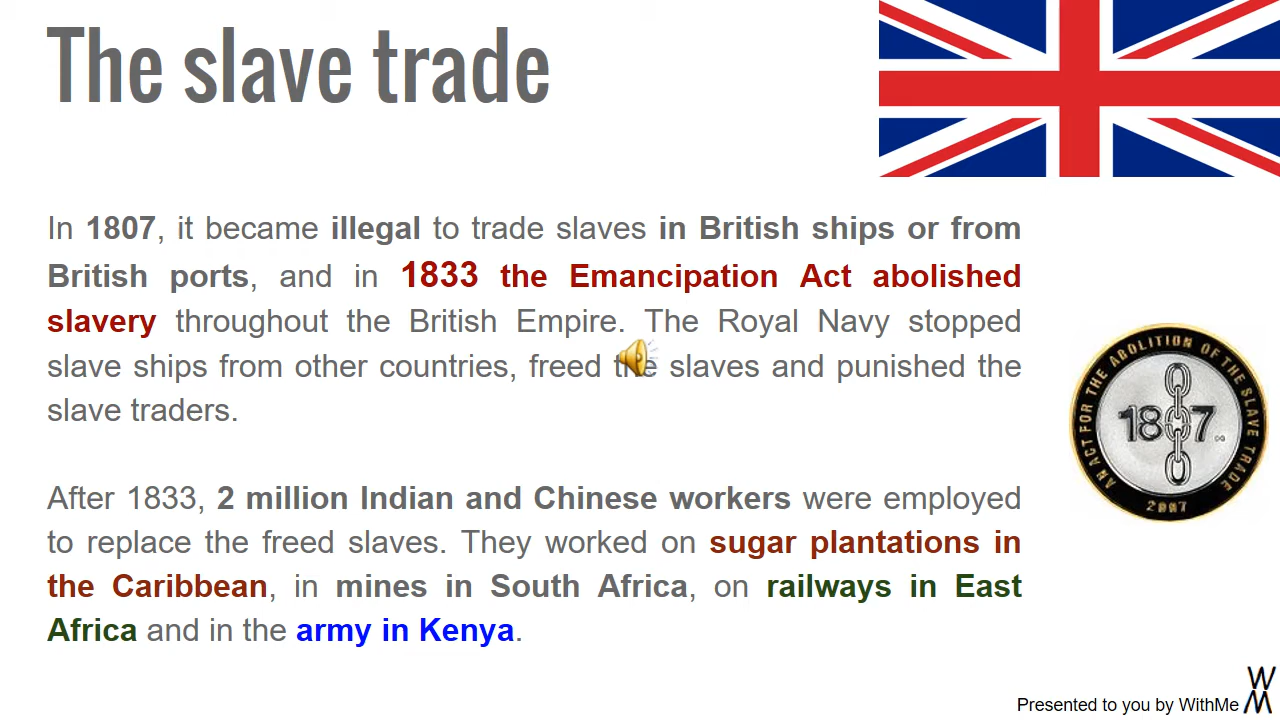 The slave trade
In 1807, it became illegal to trade slaves in British ships or from
British ports, and in 1833 the Emancipation Act abolished
slavery throughout the British Empire. The Royal Navy stopped
slave ships from other countries, freed the slaves and punished the
slave traders.
AN ACT FOR THE ABOLITION OF THE SLAVE TRADE
1807
2007
After 1833, 2 million Indian and Chinese workers were employed
to replace the freed slaves. They worked on sugar plantations in
the Caribbean, in mines in South Africa, on railways in East
Africa and in the army in Kenya.
Presented to you by WithMe
W
M